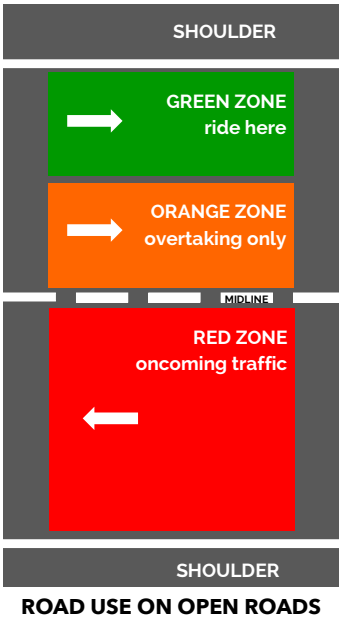 SHOULDER
GREEN ZONE
ride here
ORANGE ZONE
overtaking only
MIDLINE
RED ZONE
oncoming traffic
SHOULDER
ROAD USE ON OPEN ROADS